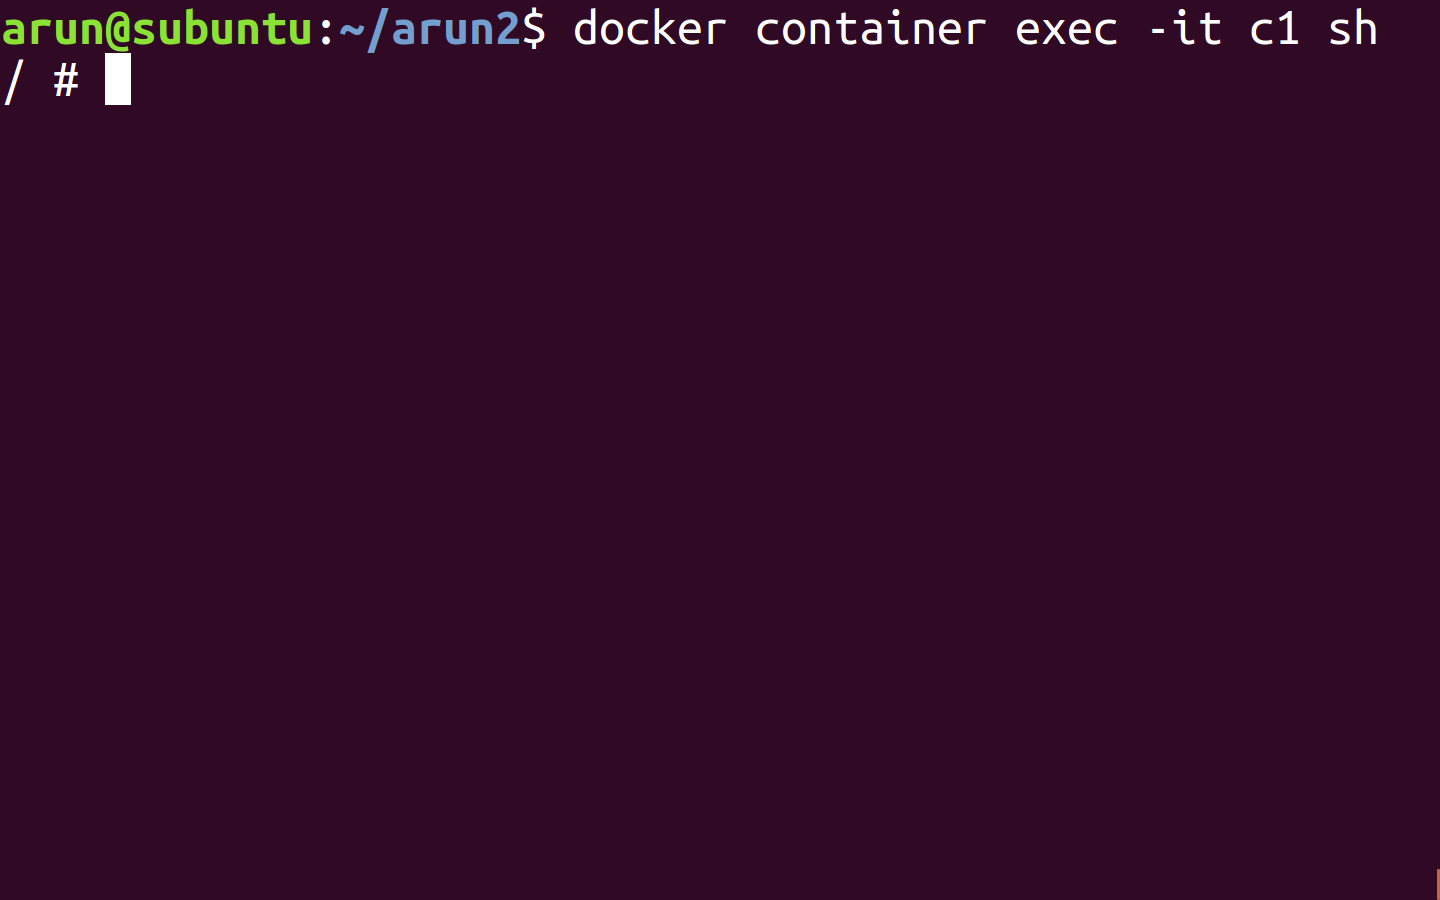 arun@subuntu:~/arun2$ docker container exec -it c1 sh
/ #